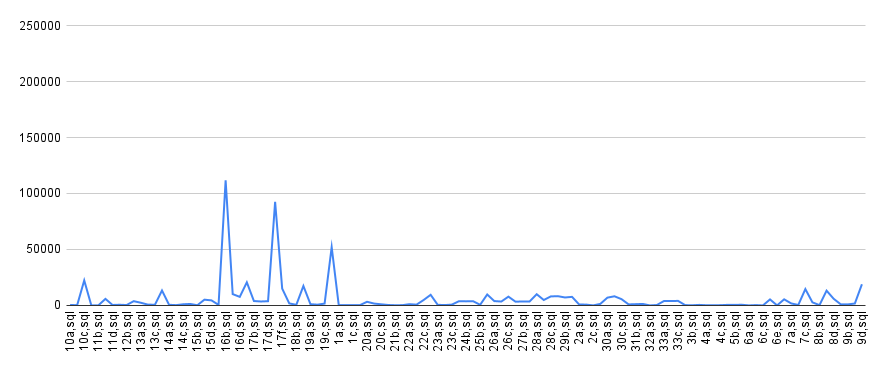 250000
200000
150000
100000
50000
0
10a,sql
10c,sql
11b,sql
11d,sql
12b,sql
13a,sql
13c,sql
14a,sql
14c,sql
15b,sql
15d,sql
16b,sql
16d,sql
17b,sql
17d,sql
17f,sql
18b,sql
19a,sql
19c,sql
1a,sql
1c,sql
20a,sql
20c,sql
21b,sql
22a,sql
22c,sql
23a,sql
23c,sql
24b,sql
25b,sql
26a,sql
26c,sql
27b,sql
28a,sql
28c,sql
29b,sql
2a,sql
2c,sql
30a,sql
30c,sql
31b,sql
32a,sql
33a,sql
33c,sql
4a,sql
4c,sql
5b,sql
6a,sql
6c,sql
6e,sql
7a,sql
7c,sql
8b,sql
8d,sql
9b,sql
9d,sql